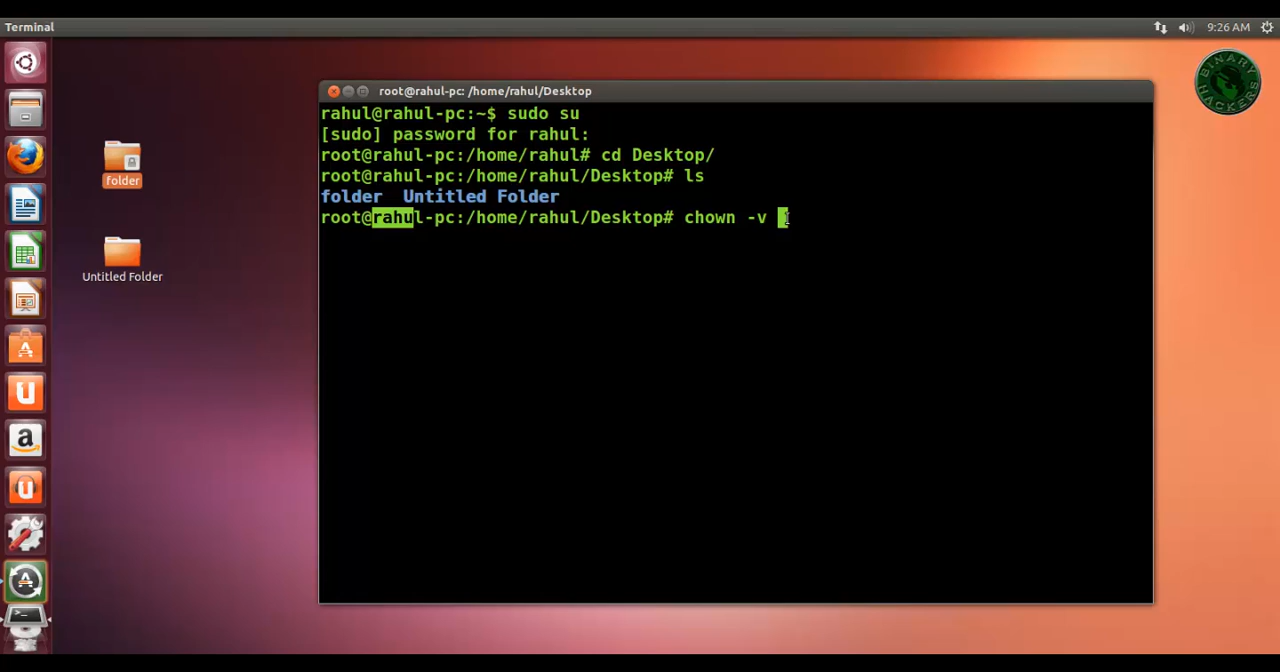 Terminal
9:26 AM
BINARY
HACKERS
root@rahul-pc: /home/rahul/Desktop
rahul@rahul-pc:~$ sudo su
[sudo] password for rahul:
root@rahul-pc:/home/rahul# cd Desktop/
root@rahul-pc:/home/rahul/Desktop# ls
folder  Untitled Folder
root@rahul-pc:/home/rahul/Desktop# chown -v
folder
Untitled Folder